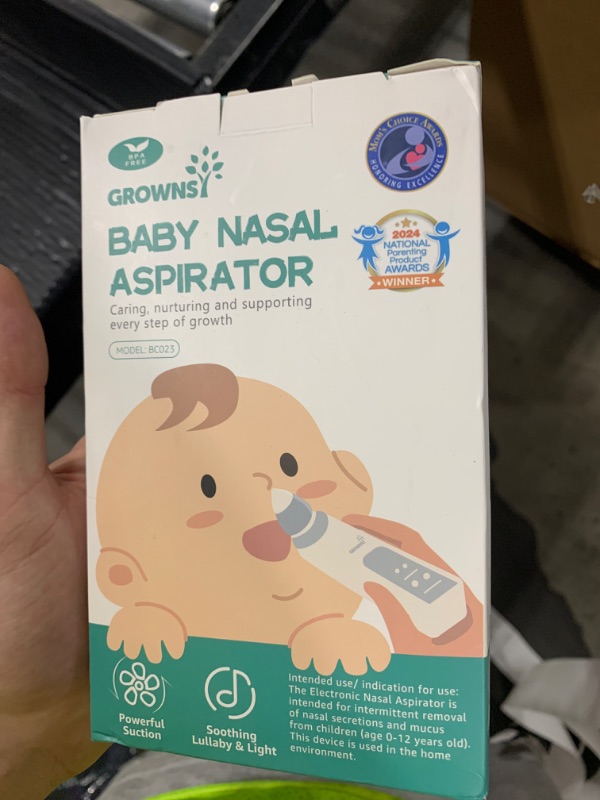 BPA
FREE
GROWNSY
MOM'S CHOICE AWARDS
HONORING EXCELLENCE
BABY NASAL
ASPIRATOR
2024
NATIONAL
Parenting
Product
AWARDS
WINNER
Caring, nurturing and supporting
every step of growth
MODEL: BC023
GROWNSY
Powerful
Suction
Soothing
Lullaby & Light
Intended use/ indication for use:
The Electronic Nasal Aspirator is
intended for intermittent removal
of nasal secretions and mucus
from children (age 0-12 years old).
This device is used in the home
environment.